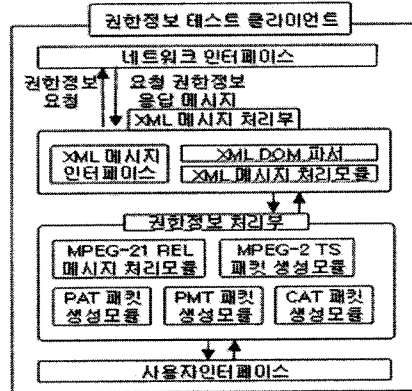 권한정보 테스트 클라이언트
네트워크 인터페이스
권한정보
요청
요청 권한정보
응답 메시지
XML 메시지 처리부
XML 메시지
인터페이스
XML DOM 파서
XML 메시지 처리모듈
권한정보 처리부
MPEG-21 REL
메시지 처리모듈
MPEG-2 TS
패킷 생성모듈
PAT 패킷
생성모듈
PMT 패킷
생성모듈
CAT 패킷
생성모듈
사용자인터페이스